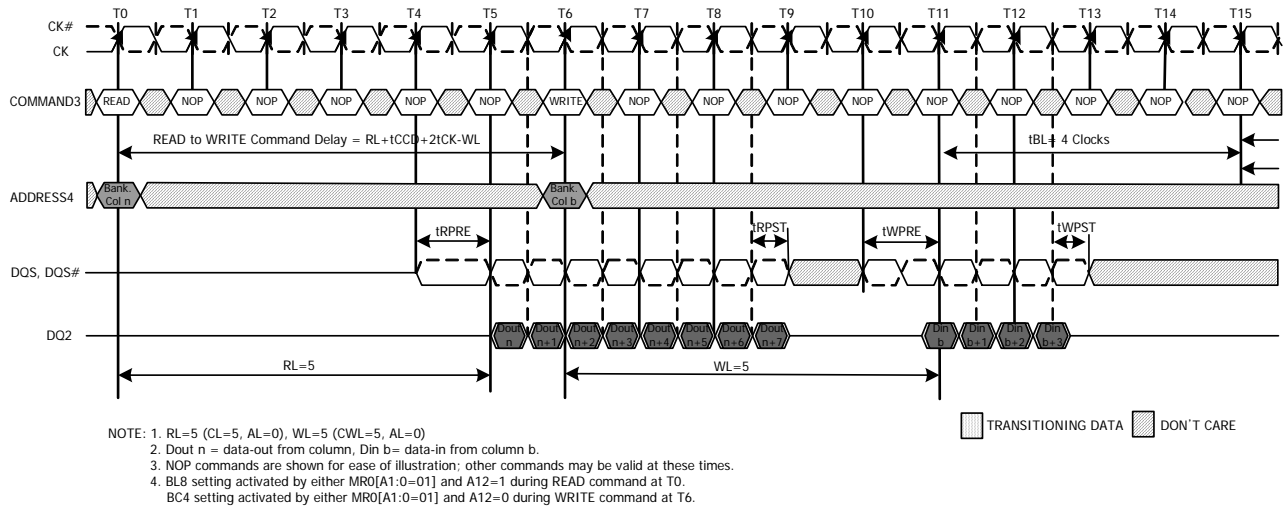 T0 T1 T2 T3 T4 T5 T6 T7 T8 T9 T10 T11 T12 T13 T14 T15
CK#
CK
COMMAND3 READ NOP NOP NOP NOP NOP WRITE NOP NOP NOP NOP NOP NOP NOP NOP NOP
READ to WRITE Command Delay = RL+tCCD+2tCK-WL
tBL= 4 Clocks
ADDRESS4
Bank.
Col n
Bank.
Col b
tRPRE tRPST tWPRE tWPST
DQS, DQS#
DQ2
Dout Dout Dout Dout Dout Dout Dout Dout Din Din Din Din
n n+1 n+2 n+3 n+4 n+5 n+6 n+7 b b+1 b+2 b+3
RL=5 WL=5
TRANSITIONING DATA DON'T CARE
NOTE: 1. RL=5 (CL=5, AL=0), WL=5 (CWL=5, AL=0)
2. Dout n = data-out from column, Din b= data-in from column b.
3. NOP commands are shown for ease of illustration; other commands may be valid at these times.
4. BL8 setting activated by either MR0[A1:0=01] and A12=1 during READ command at T0.
BC4 setting activated by either MR0[A1:0=01] and A12=0 during WRITE command at T6.